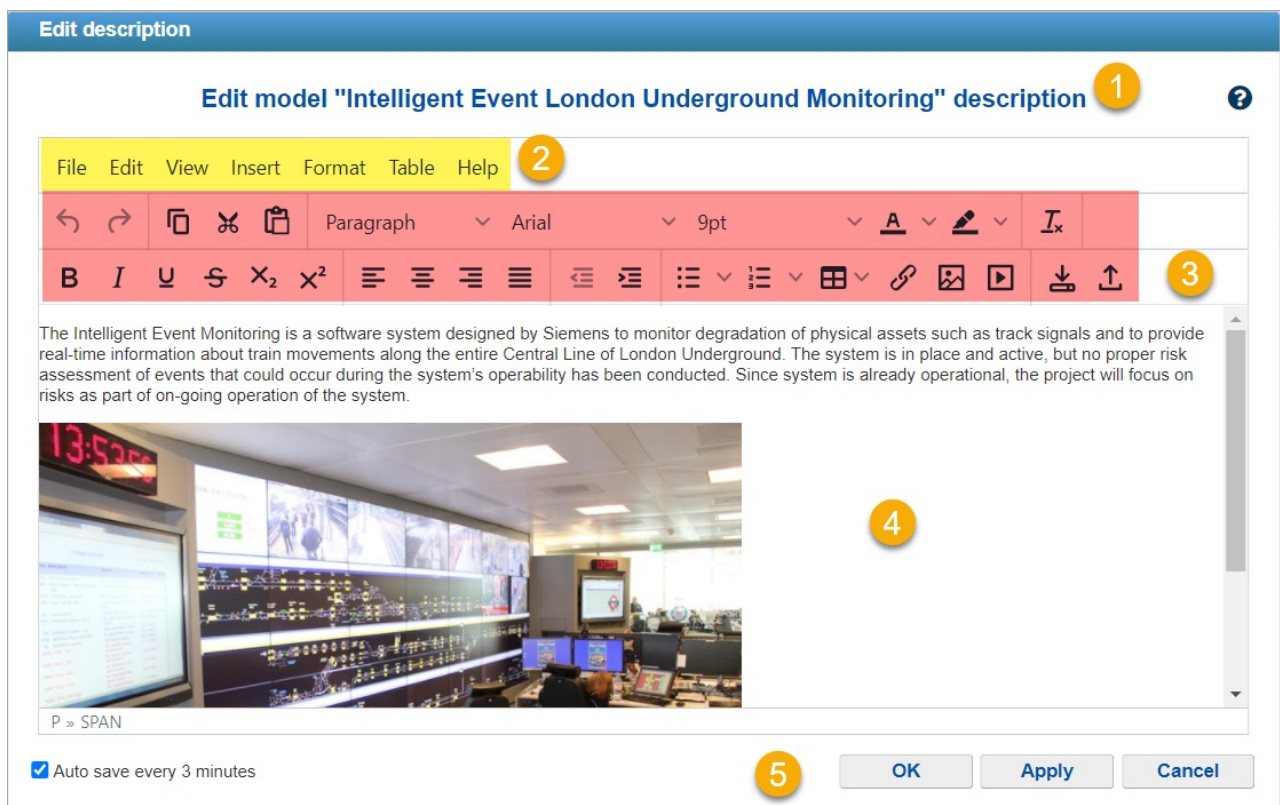 Edit description
Edit model "Intelligent Event London Underground Monitoring" description 1
File Edit View Insert Format Table Help 2
Paragraph Arial 9pt
3
The Intelligent Event Monitoring is a software system designed by Siemens to monitor degradation of physical assets such as track signals and to provide
real-time information about train movements along the entire Central Line of London Underground. The system is in place and active, but no proper risk
assessment of events that could occur during the system's operability has been conducted. Since system is already operational, the project will focus on
risks as part of on-going operation of the system.
4
P » SPAN
Auto save every 3 minutes 5 OK Apply Cancel